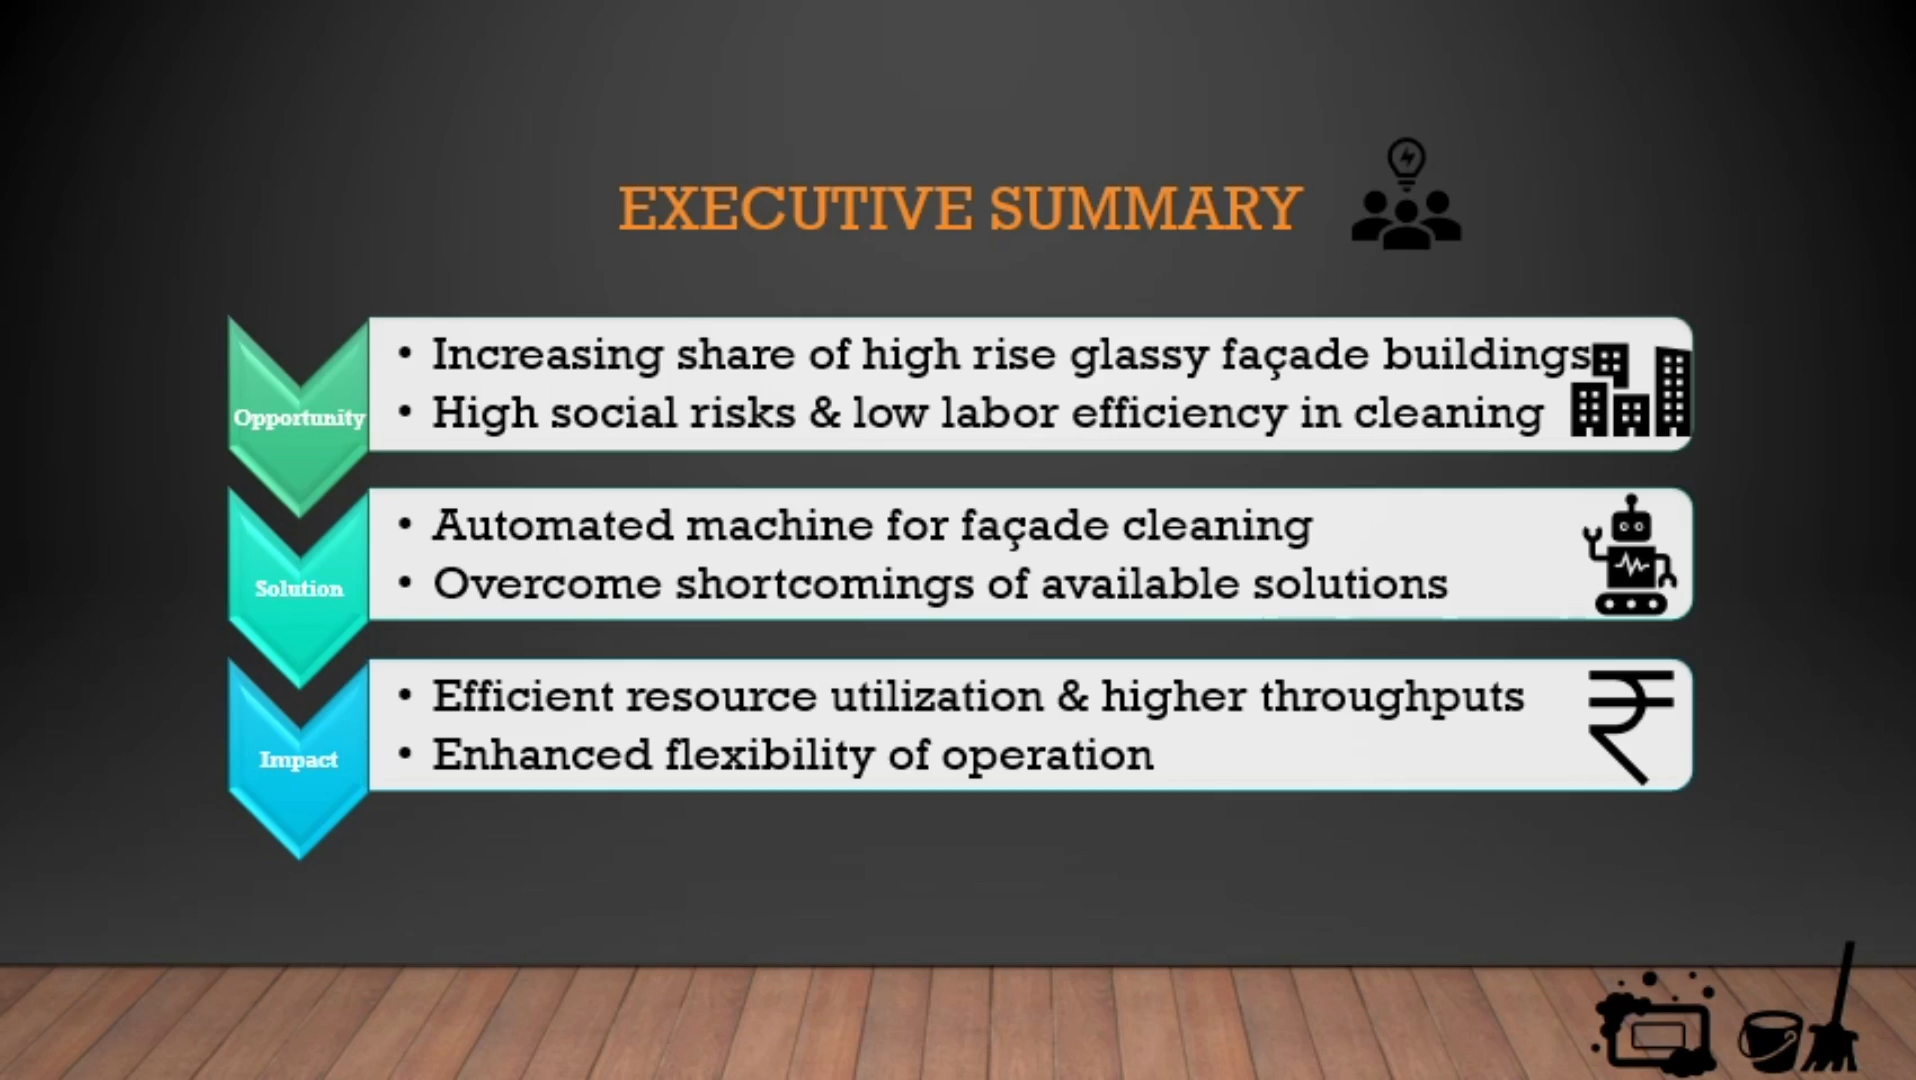 EXECUTIVE SUMMARY
Opportunity
• Increasing share of high rise glassy façade buildings
• High social risks & low labor efficiency in cleaning
Solution
• Automated machine for façade cleaning
• Overcome shortcomings of available solutions
Impact
• Efficient resource utilization & higher throughputs
• Enhanced flexibility of operation
₹